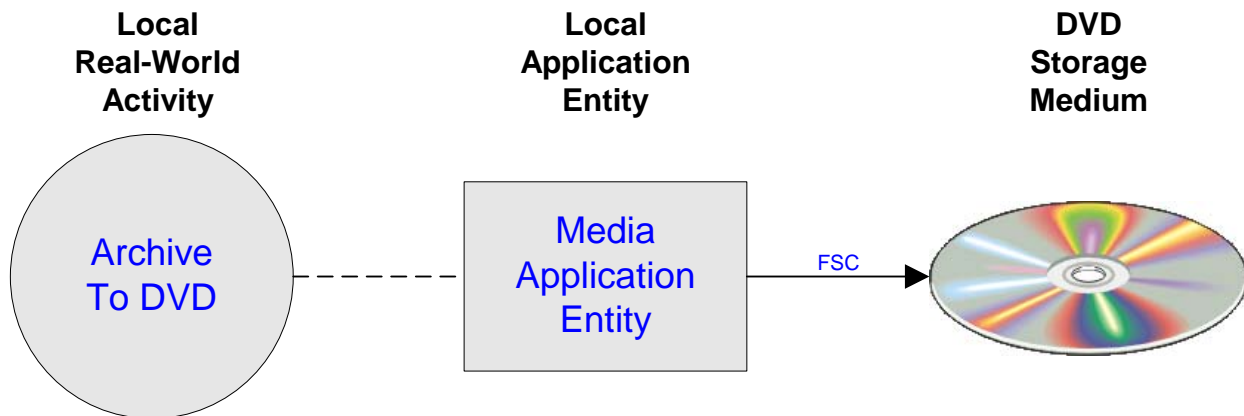 Local
Real-World
Activity
Local
Application
Entity
DVD
Storage
Medium
Archive
To DVD
Media
Application
Entity
FSC